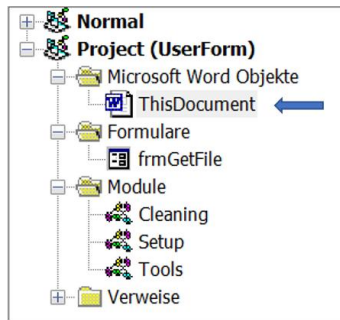 Normal
Project (UserForm)
Microsoft Word Objekte
ThisDocument
Formulare
frmGetFile
Module
Cleaning
Setup
Tools
Verweise